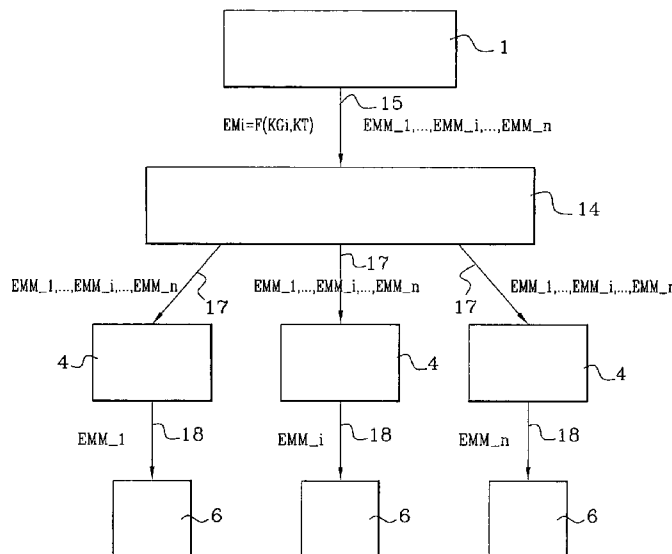 1
15
EMi=F(KGi,KT) EMM_1,...,EMM_i,...,EMM_n
14
17
EMM_1,...,EMM_i,...,EMM_n EMM_1,...,EMM_i,...,EMM_n EMM_1,...,EMM_i,...,EMM_n
17 17
4 4 4
EMM_1 18 EMM_i 18 EMM_n 18
6 6 6